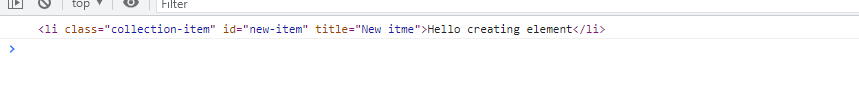 top Filter
<li class="collection-item" id="new-item" title="New itme">Hello creating element</li>